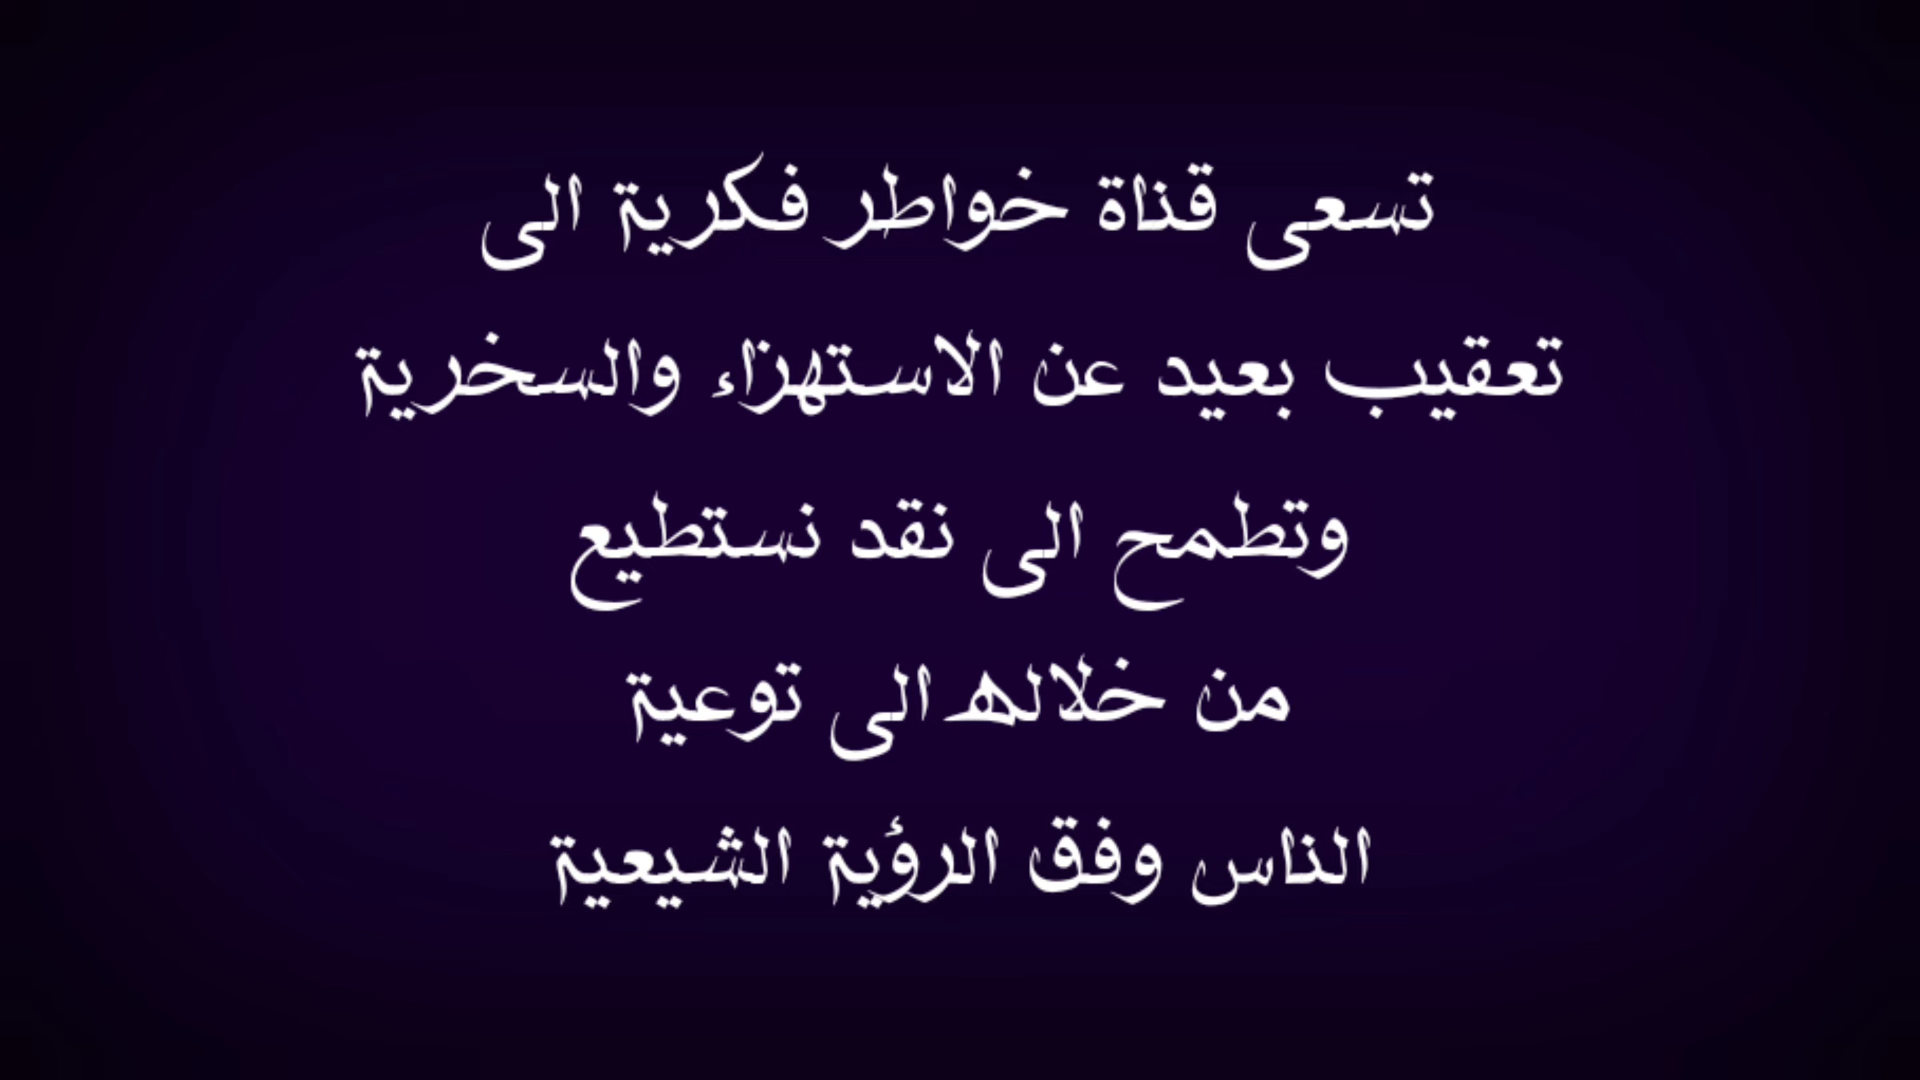 تسعى قناة خواطر فكرية الى
تعقيب بعيد عن الاستهزاء والسخرية
وتطمح الى نقد نستطيع
من خلاله الى توعية
الناس وفق الرؤية الشيعية